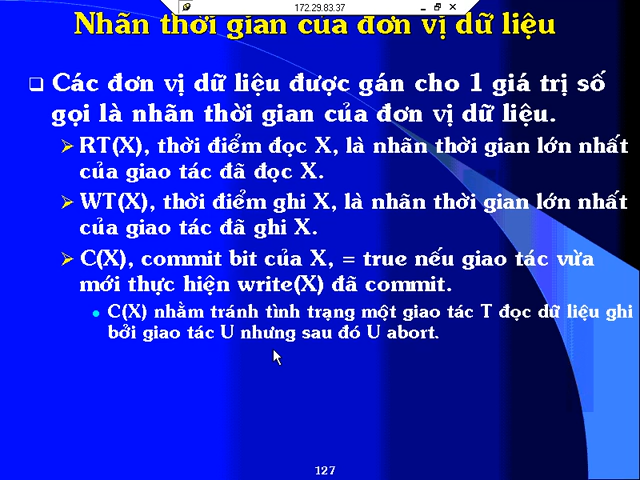 172.29.83.37
Nhãn thời gian của đơn vị dữ liệu
Các đơn vị dữ liệu được gán cho 1 giá trị số
gọi là nhãn thời gian của đơn vị dữ liệu.
RT(X), thời điểm đọc X, là nhãn thời gian lớn nhất
của giao tác đã đọc X.
WT(X), thời điểm ghi X, là nhãn thời gian lớn nhất
của giao tác đã ghi X.
C(X), commit bit của X, = true nếu giao tác vừa
mới thực hiện write(X) đã commit.
C(X) nhằm tránh tình trạng một giao tác T đọc dữ liệu ghi
bởi giao tác U nhưng sau đó U abort.
127